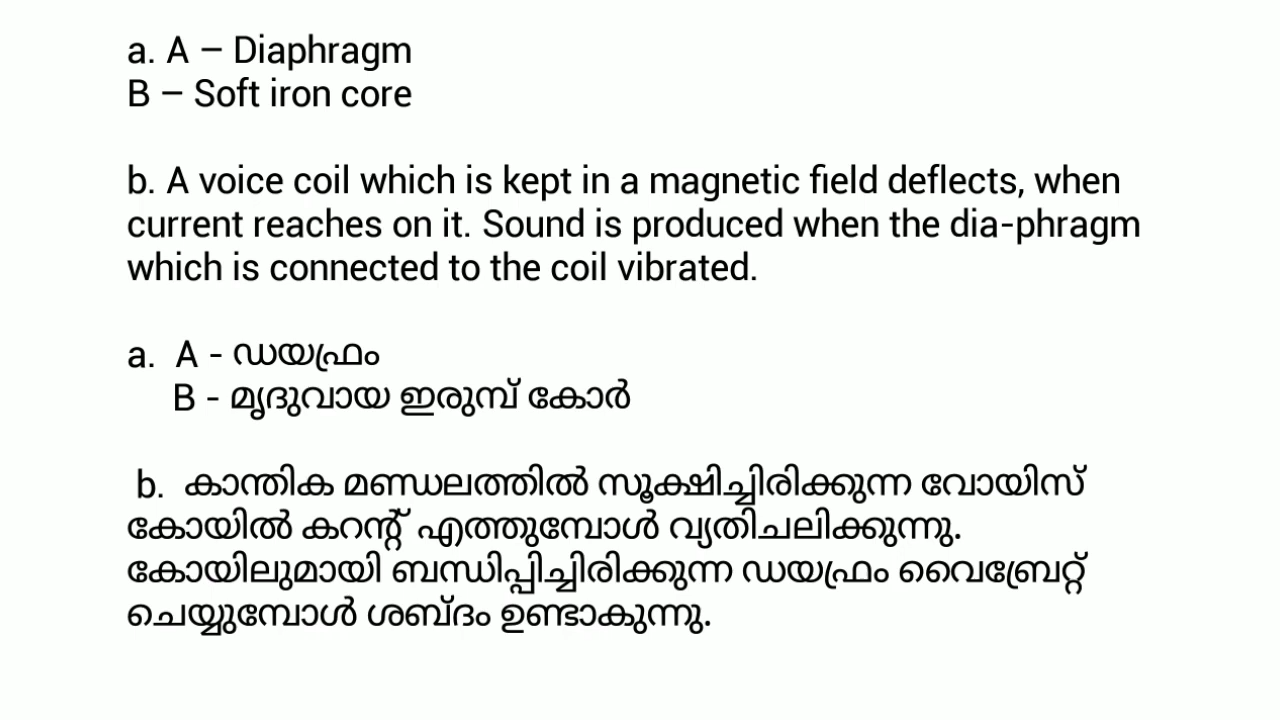 a. A – Diaphragm
B – Soft iron core
b. A voice coil which is kept in a magnetic field deflects, when
current reaches on it. Sound is produced when the dia-phragm
which is connected to the coil vibrated.
a. A - ഡയഫ്രം
B - മൃദുവായ ഇരുമ്പ് കോർ
b. കാന്തിക മണ്ഡലത്തിൽ സൂക്ഷിച്ചിരിക്കുന്ന വോയിസ്
കോയിൽ കറന്റ് എത്തുമ്പോൾ വ്യതിചലിക്കുന്നു.
കോയിലുമായി ബന്ധിപ്പിച്ചിരിക്കുന്ന ഡയഫ്രം വൈബ്രേറ്റ്
ചെയ്യുമ്പോൾ ശബ്ദം ഉണ്ടാകുന്നു.